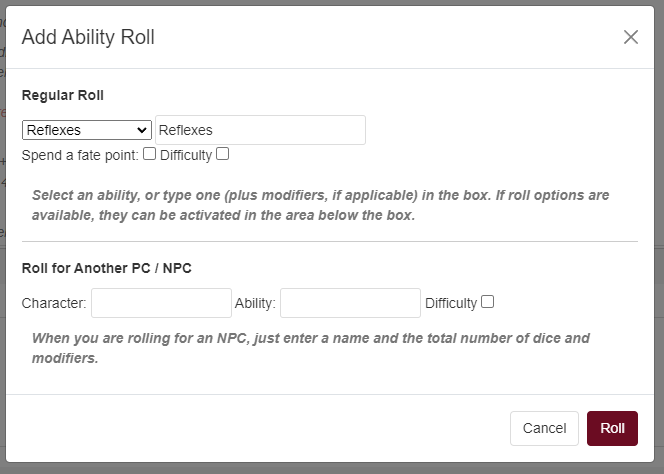 Add Ability Roll
Regular Roll
Reflexes Reflexes
Spend a fate point: Difficulty
Select an ability, or type one (plus modifiers, if applicable) in the box. If roll options are
available, they can be activated in the area below the box.
Roll for Another PC / NPC
Character: Ability: Difficulty
When you are rolling for an NPC, just enter a name and the total number of dice and
modifiers.
Cancel Roll